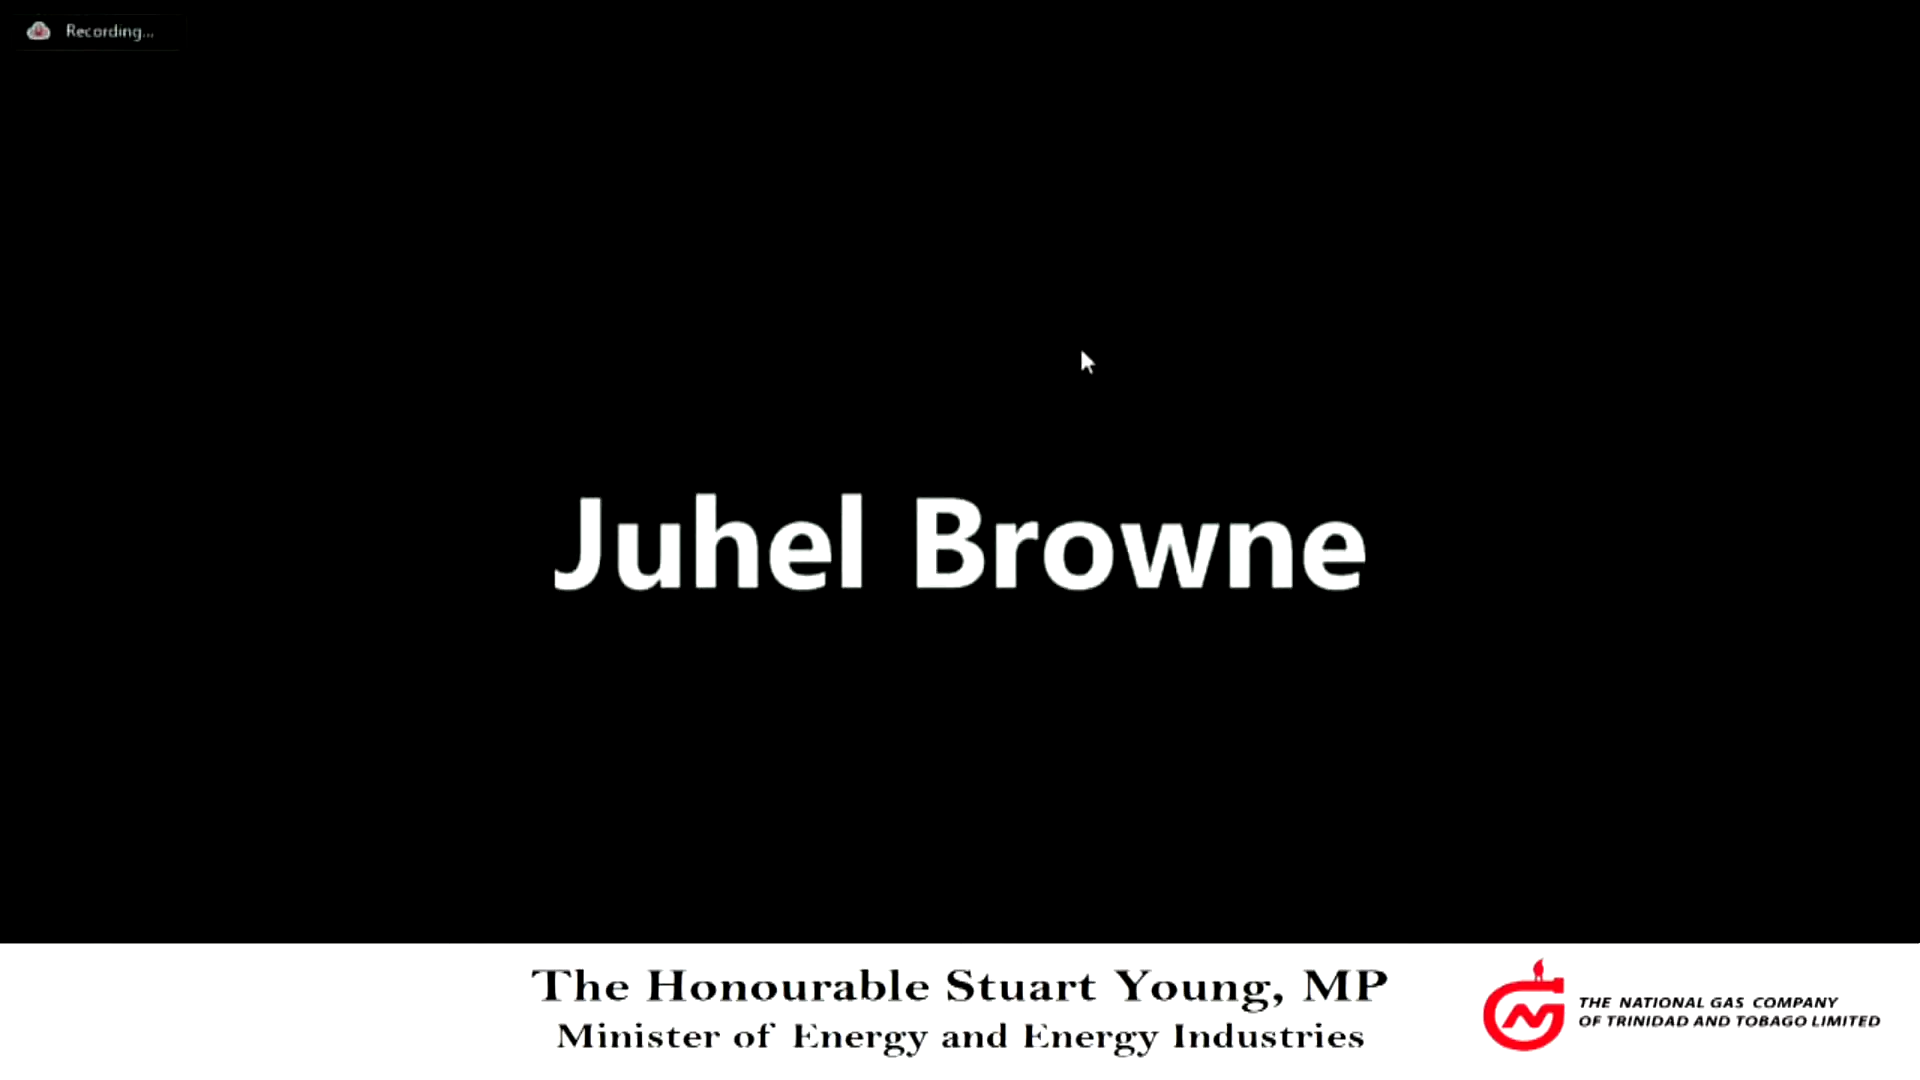 Recording...
Juhel Browne
The Honourable Stuart Young, MP
Minister of Energy and Energy Industries
THE NATIONAL GAS COMPANY
OF TRINIDAD AND TOBAGO LIMITED